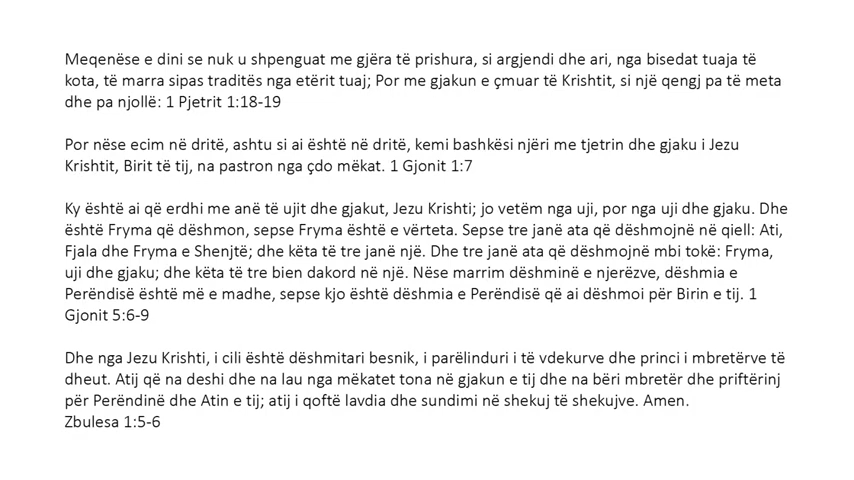 Meqenëse e dini se nuk u shpenguat me gjëra të prishura, si argjendi dhe ari, nga bisedat tuaja të
kota, të marra sipas traditës nga etërit tuaj; Por me gjakun e çmuar të Krishtit, si një qengj pa të meta
dhe pa njollë: 1 Pjetrit 1:18-19
Por nëse ecim në dritë, ashtu si ai është në dritë, kemi bashkësi njëri me tjetrin dhe gjaku i Jezu
Krishtit, Birit të tij, na pastron nga çdo mëkat. 1 Gjonit 1:7
Ky është ai që erdhi me anë të ujit dhe gjakut, Jezu Krishti; jo vetëm nga uji, por nga uji dhe gjaku. Dhe
është Fryma që dëshmon, sepse Fryma është e vërteta. Sepse tre janë ata që dëshmojnë në qiell: Ati,
Fjala dhe Fryma e Shenjtë; dhe këta të tre janë një. Dhe tre janë ata që dëshmojnë mbi tokë: Fryma,
uji dhe gjaku; dhe këta të tre bien dakord në një. Nëse marrim dëshminë e njerëzve, dëshmia e
Perëndisë është më e madhe, sepse kjo është dëshmia e Perëndisë që ai dëshmoi për Birin e tij. 1
Gjonit 5:6-9
Dhe nga Jezu Krishti, i cili është dëshmitari besnik, i parëlinduri i të vdekurve dhe princi i mbretërve të
dheut. Atij që na deshi dhe na lau nga mëkatet tona në gjakun e tij dhe na bëri mbretër dhe priftërinj
për Perëndinë dhe Atin e tij; atij i qoftë lavdia dhe sundimi në shekuj të shekujve. Amen.
Zbulesa 1:5-6